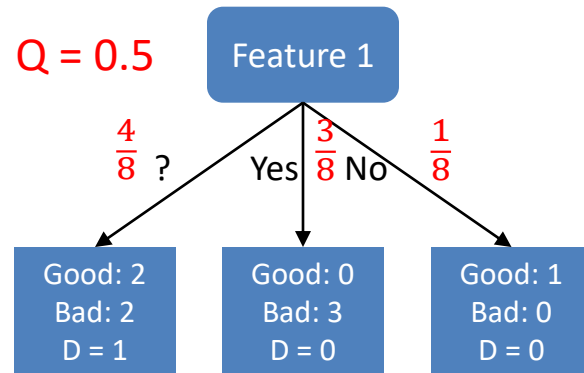 Q = 0.5
Feature 1
4/8 ? Yes 3/8 No 1/8
Good: 2
Bad: 2
D = 1
Good: 0
Bad: 3
D = 0
Good: 1
Bad: 0
D = 0